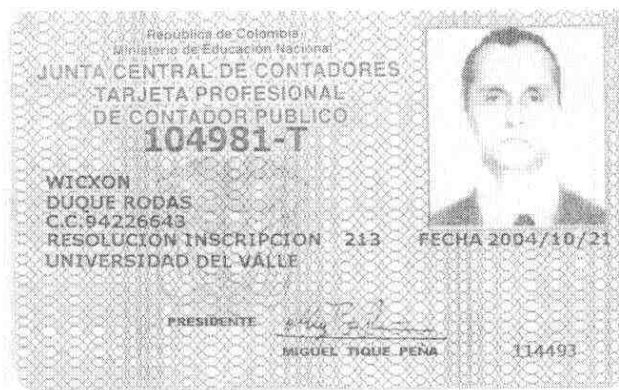 República de Colombia
Ministerio de Educación Nacional
JUNTA CENTRAL DE CONTADORES
TARJETA PROFESIONAL
DE CONTADOR PUBLICO
104981-T
WICXON
DUQUE RODAS
C.C.94226643
RESOLUCION INSCRIPCION 213 FECHA 2004/10/21
UNIVERSIDAD DEL VALLE
PRESIDENTE
MIGUEL TIQUE PEÑA 114493